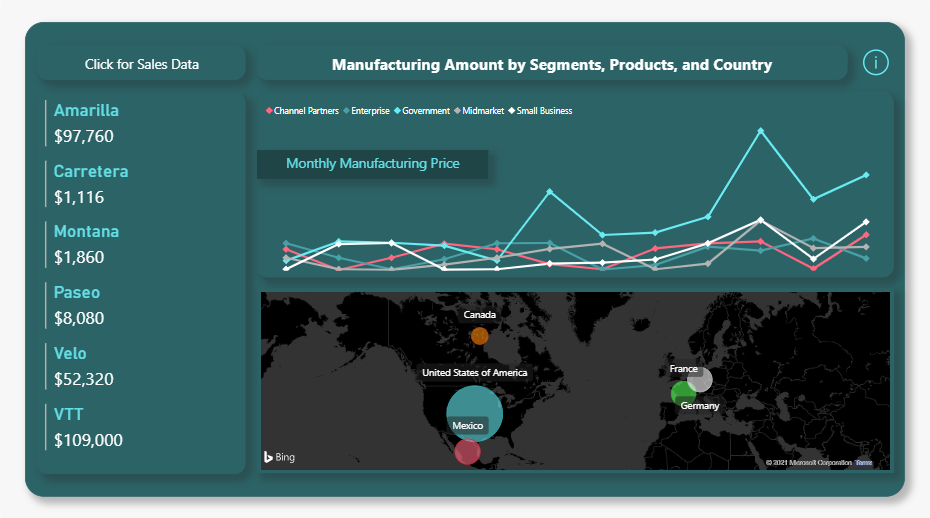 Click for Sales Data
Manufacturing Amount by Segments, Products, and Country
i
Amarilla
$97,760
Carretera
$1,116
Montana
$1,860
Paseo
$8,080
Velo
$52,320
VTT
$109,000
Channel Partners Enterprise Government Midmarket Small Business
Monthly Manufacturing Price
Canada
United States of America
Mexico
France
Germany
Bing
© 2021 Microsoft Corporation Terms